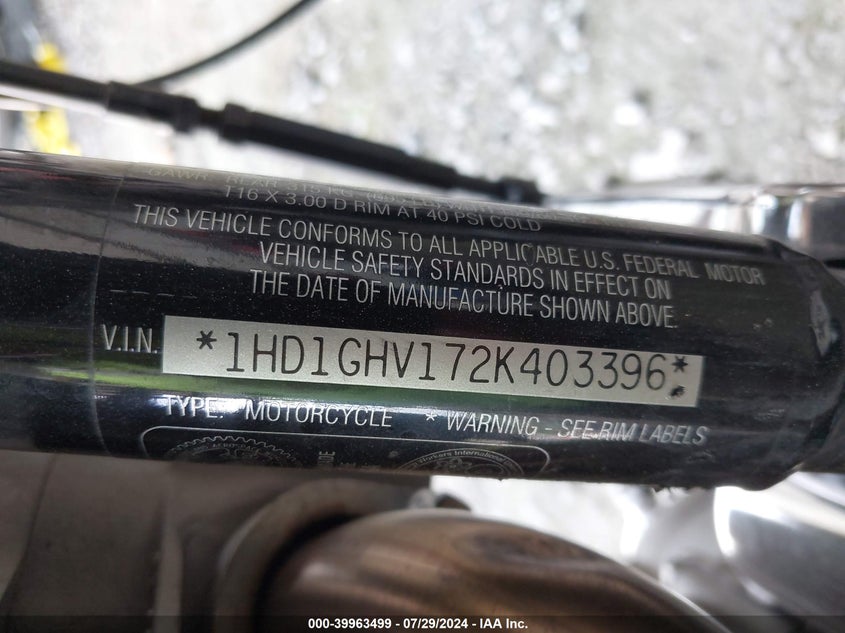 116 X 3.00 D RIM AT 40 PSI COLD
THIS VEHICLE CONFORMS TO ALL APPLICABLE U.S. FEDERAL MOTOR
VEHICLE SAFETY STANDARDS IN EFFECT ON
THE DATE OF MANUFACTURE SHOWN ABOVE.
V.I.N. *1HD1GHV172K403396*
TYPE: MOTORCYCLE * WARNING - SEE RIM LABELS
Workers International
000-39963499 | 07/29/2024 - IAA Inc.